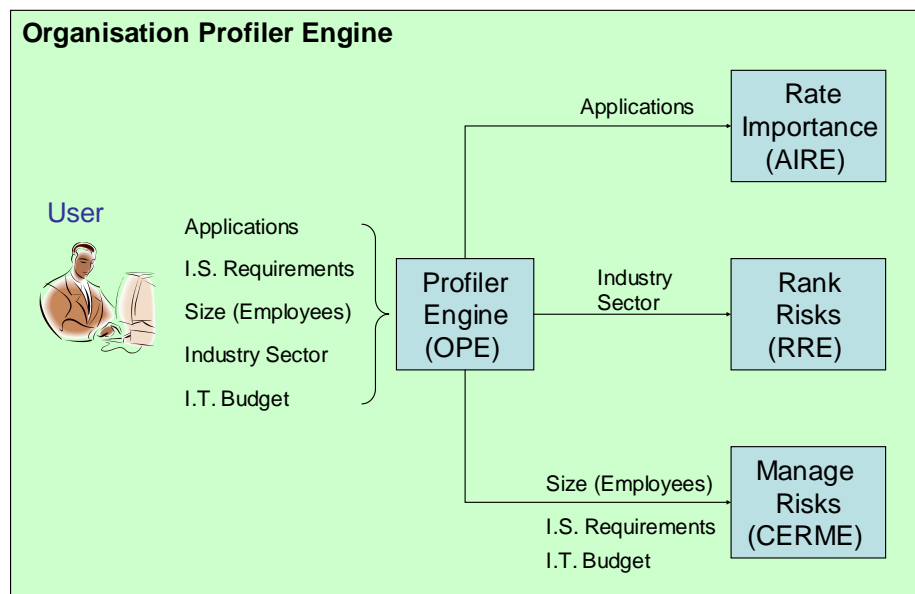 Organisation Profiler Engine
User
Applications
I.S. Requirements
Size (Employees)
Industry Sector
I.T. Budget
Profiler
Engine
(OPE)
Applications
Rate
Importance
(AIRE)
Industry
Sector
Rank
Risks
(RRE)
Size (Employees)
I.S. Requirements
I.T. Budget
Manage
Risks
(CERME)